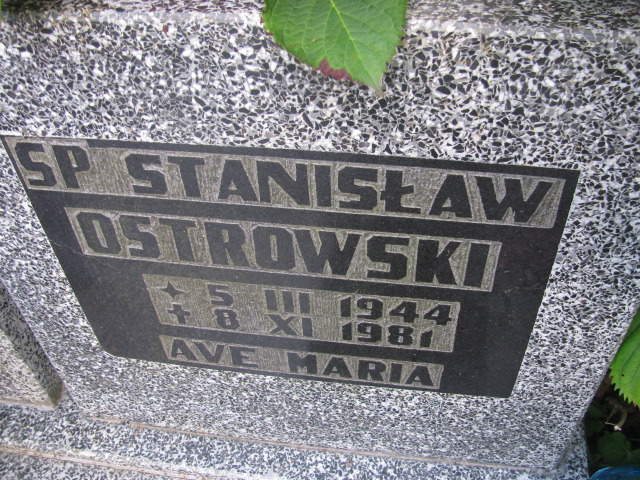 SP STANISŁAW
OSTROWSKI
★ 5 III 1944
✝ 8 XI 1981
AVE MARIA